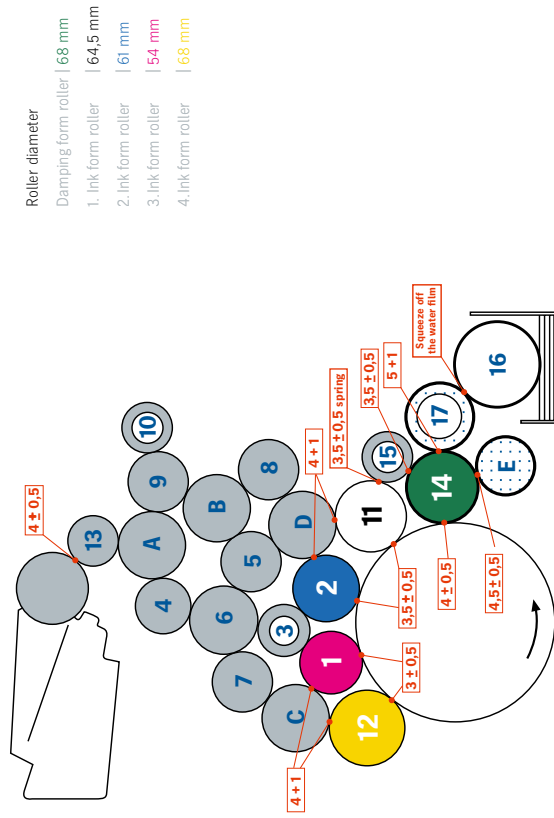 Roller diameter
Damping form roller | 68 mm
1. Ink form roller | 64,5 mm
2. Ink form roller | 61 mm
3. Ink form roller | 54 mm
4. Ink form roller | 68 mm
4 ± 0,5
13
10
9
A
4
B
8
6
5
7
3
D
C
4 + 1
4 + 1
2
1
3,5 ± 0,5 spring
11
15
12
3,5 ± 0,5
3,5 ± 0,5
3 ± 0,5
5 + 1
Squeeze off
the water film
14
17
16
4 ± 0,5
4,5 ± 0,5
E